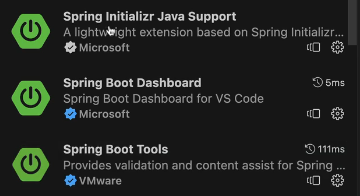 Spring Initializr Java Support
A lightweight extension based on Spring Initializr...
Microsoft
Spring Boot Dashboard
5ms
Spring Boot Dashboard for VS Code
Microsoft
Spring Boot Tools
111ms
Provides validation and content assist for Spring ...
VMware